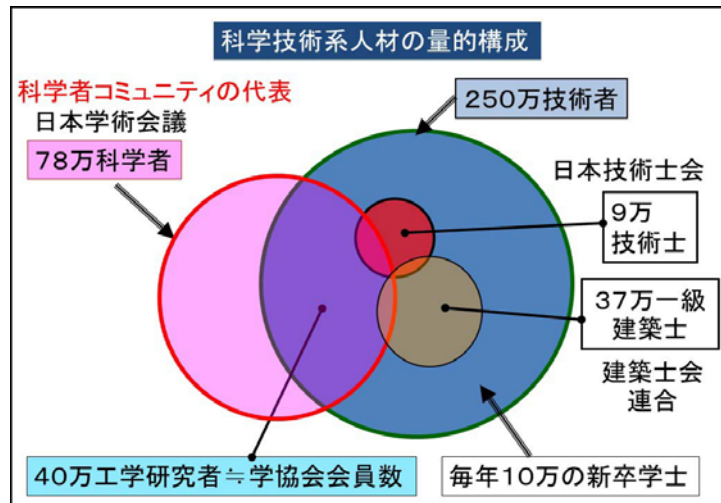 科学技術系人材の量的構成
科学者コミュニティの代表
日本学術会議
78万科学者
250万技術者
日本技術士会
9万
技術士
37万一級
建築士
建築士会
連合
40万工学研究者≒学協会会員数
毎年10万の新卒学士